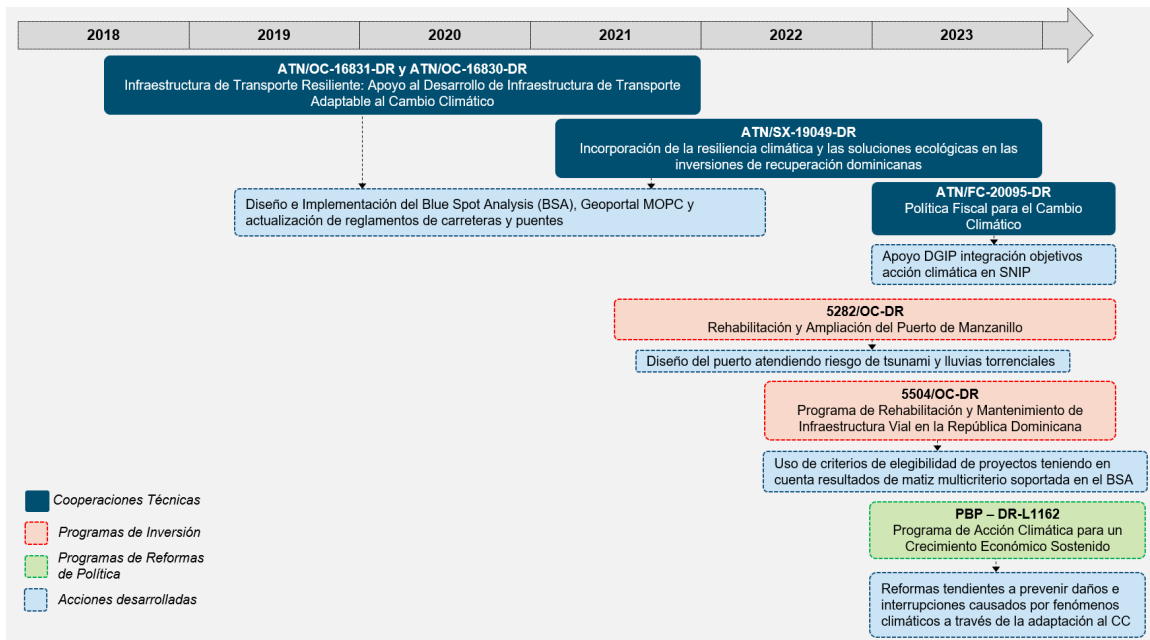 2018
2019
2020
2021
2022
2023
ATN/OC-16831-DR y ATN/OC-16830-DR
Infraestructura de Transporte Resiliente: Apoyo al Desarrollo de Infraestructura de Transporte
Adaptable al Cambio Climático
ATN/SX-19049-DR
Incorporación de la resiliencia climática y las soluciones ecológicas en las
inversiones de recuperación dominicanas
ATN/FC-20095-DR
Política Fiscal para el Cambio
Climático
Diseño e Implementación del Blue Spot Analysis (BSA), Geoportal MOPC y
actualización de reglamentos de carreteras y puentes
Apoyo DGIP integración objetivos
acción climática en SNIP
5282/OC-DR
Rehabilitación y Ampliación del Puerto de Manzanillo
Diseño del puerto atendiendo riesgo de tsunami y lluvias torrenciales
5504/OC-DR
Programa de Rehabilitación y Mantenimiento de
Infraestructura Vial en la República Dominicana
Uso de criterios de elegibilidad de proyectos teniendo en
cuenta resultados de matiz multicriterio soportada en el BSA
PBP – DR-L1162
Programa de Acción Climática para un
Crecimiento Económico Sostenido
Reformas tendientes a prevenir daños e
interrupciones causados por fenómenos
climáticos a través de la adaptación al CC
Cooperaciones Técnicas
Programas de Inversión
Programas de Reformas
de Política
Acciones desarrolladas